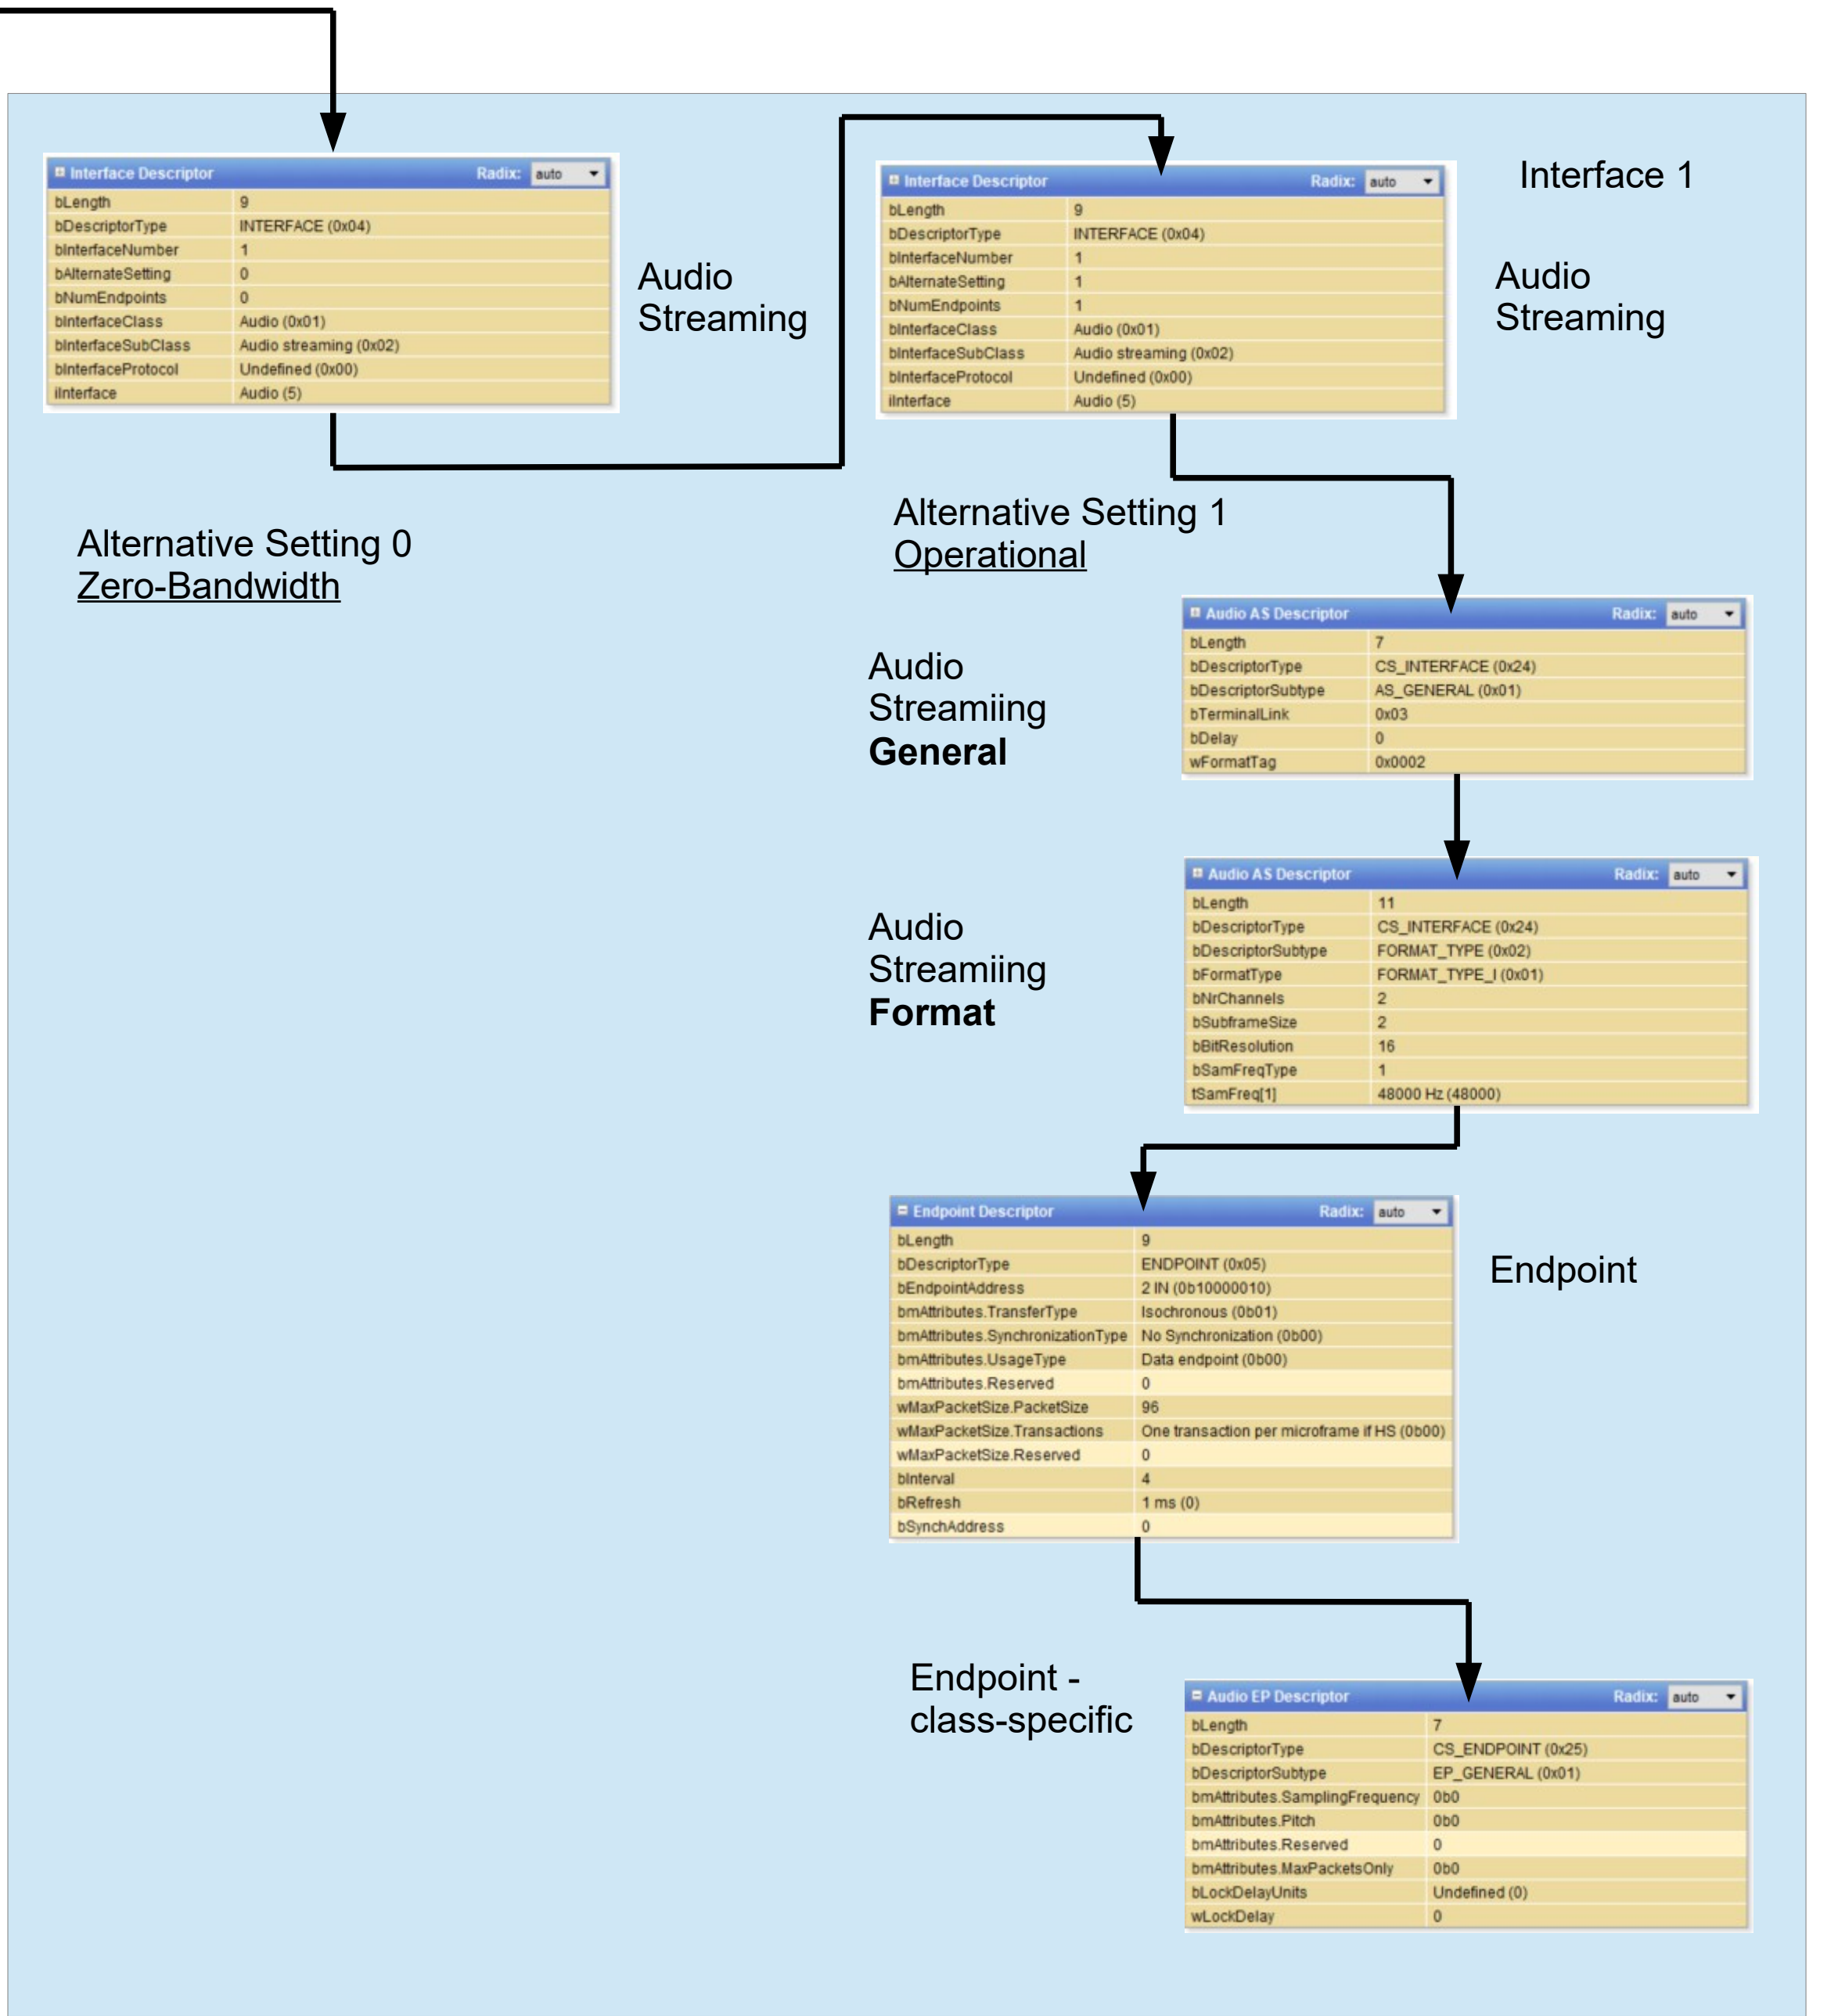 Interface Descriptor Radix: auto
bLength 9
bDescriptorType INTERFACE (0x04)
bInterfaceNumber 1
bAlternateSetting 0
bNumEndpoints 0
bInterfaceClass Audio (0x01)
bInterfaceSubClass Audio streaming (0x02)
bInterfaceProtocol Undefined (0x00)
iInterface Audio (5)
Audio
Streaming
Alternative Setting 0
Zero-Bandwidth
Interface Descriptor Radix: auto
bLength 9
bDescriptorType INTERFACE (0x04)
bInterfaceNumber 1
bAlternateSetting 1
bNumEndpoints 1
bInterfaceClass Audio (0x01)
bInterfaceSubClass Audio streaming (0x02)
bInterfaceProtocol Undefined (0x00)
iInterface Audio (5)
Interface 1
Audio
Streaming
Alternative Setting 1
Operational
Audio
Streamiing
General
Audio AS Descriptor Radix: auto
bLength 7
bDescriptorType CS_INTERFACE (0x24)
bDescriptorSubtype AS_GENERAL (0x01)
bTerminalLink 0x03
bDelay 0
wFormatTag 0x0002
Audio
Streamiing
Format
Audio AS Descriptor Radix: auto
bLength 11
bDescriptorType CS_INTERFACE (0x24)
bDescriptorSubtype FORMAT_TYPE (0x02)
bFormatType FORMAT_TYPE_I (0x01)
bNrChannels 2
bSubframeSize 2
bBitResolution 16
bSamFreqType 1
tSamFreq[1] 48000 Hz (48000)
Endpoint Descriptor Radix: auto
bLength 9
bDescriptorType ENDPOINT (0x05)
bEndpointAddress 2 IN (0b10000010)
bmAttributes.TransferType Isochronous (0b01)
bmAttributes.SynchronizationType No Synchronization (0b00)
bmAttributes.UsageType Data endpoint (0b00)
bmAttributes.Reserved 0
wMaxPacketSize.PacketSize 96
wMaxPacketSize.Transactions One transaction per microframe if HS (0b00)
wMaxPacketSize.Reserved 0
bInterval 4
bRefresh 1 ms (0)
bSynchAddress 0
Endpoint
Endpoint -
class-specific
Audio EP Descriptor Radix: auto
bLength 7
bDescriptorType CS_ENDPOINT (0x25)
bDescriptorSubtype EP_GENERAL (0x01)
bmAttributes.SamplingFrequency 0b0
bmAttributes.Pitch 0b0
bmAttributes.Reserved 0
bmAttributes.MaxPacketsOnly 0b0
bLockDelayUnits Undefined (0)
wLockDelay 0